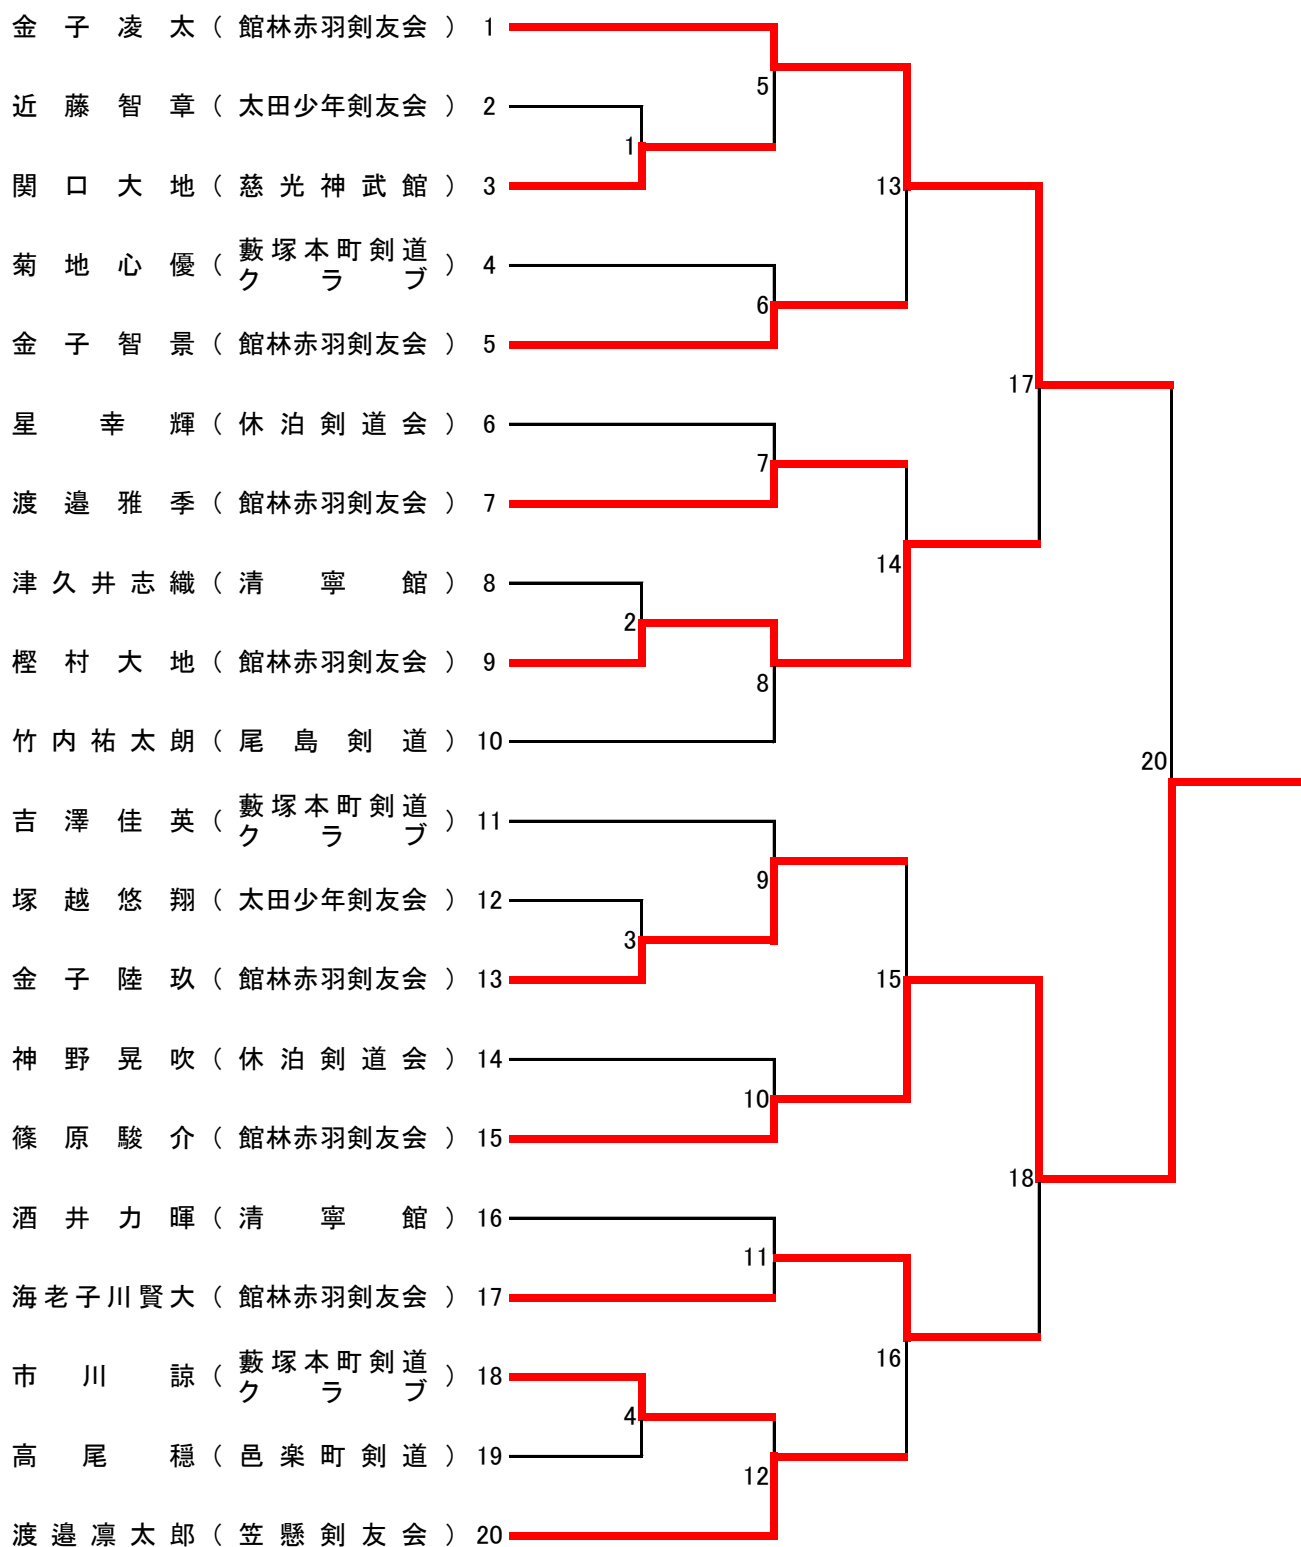 金子凌太（館林赤羽剣友会）1
5
近藤智章（太田少年剣友会）2
1
関口大地（慈光神武館）3
13
菊地心優（藪塚本町剣道クラブ）4
6
金子智景（館林赤羽剣友会）5
17
星幸輝（休泊剣道会）6
7
渡邉雅季（館林赤羽剣友会）7
14
津久井志織（清寧館）8
2
樫村大地（館林赤羽剣友会）9
8
竹内祐太朗（尾島剣道）10
20
吉澤佳英（藪塚本町剣道クラブ）11
9
塚越悠翔（太田少年剣友会）12
3
金子陸玖（館林赤羽剣友会）13
15
神野晃吹（休泊剣道会）14
10
篠原駿介（館林赤羽剣友会）15
18
酒井力暉（清寧館）16
11
海老子川賢大（館林赤羽剣友会）17
16
市川諒（藪塚本町剣道クラブ）18
4
高尾穏（邑楽町剣道）19
12
渡邉凛太郎（笠懸剣友会）20